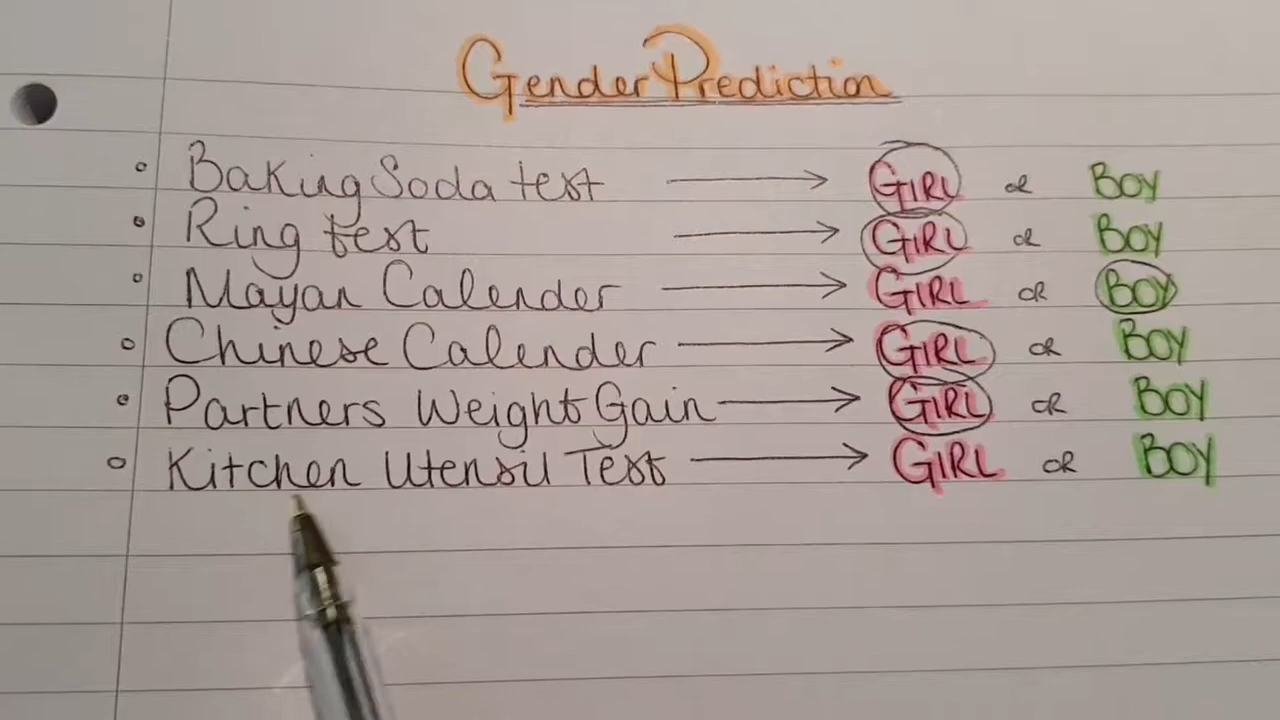 Gender Prediction
Baking Soda test → GIRL or BOY
Ring test → GIRL or BOY
Mayan Calender → GIRL OR BOY
Chinese Calender → GIRL OR BOY
Partners Weight Gain → GIRL OR BOY
Kitchen Utensil Test → GIRL OR BOY